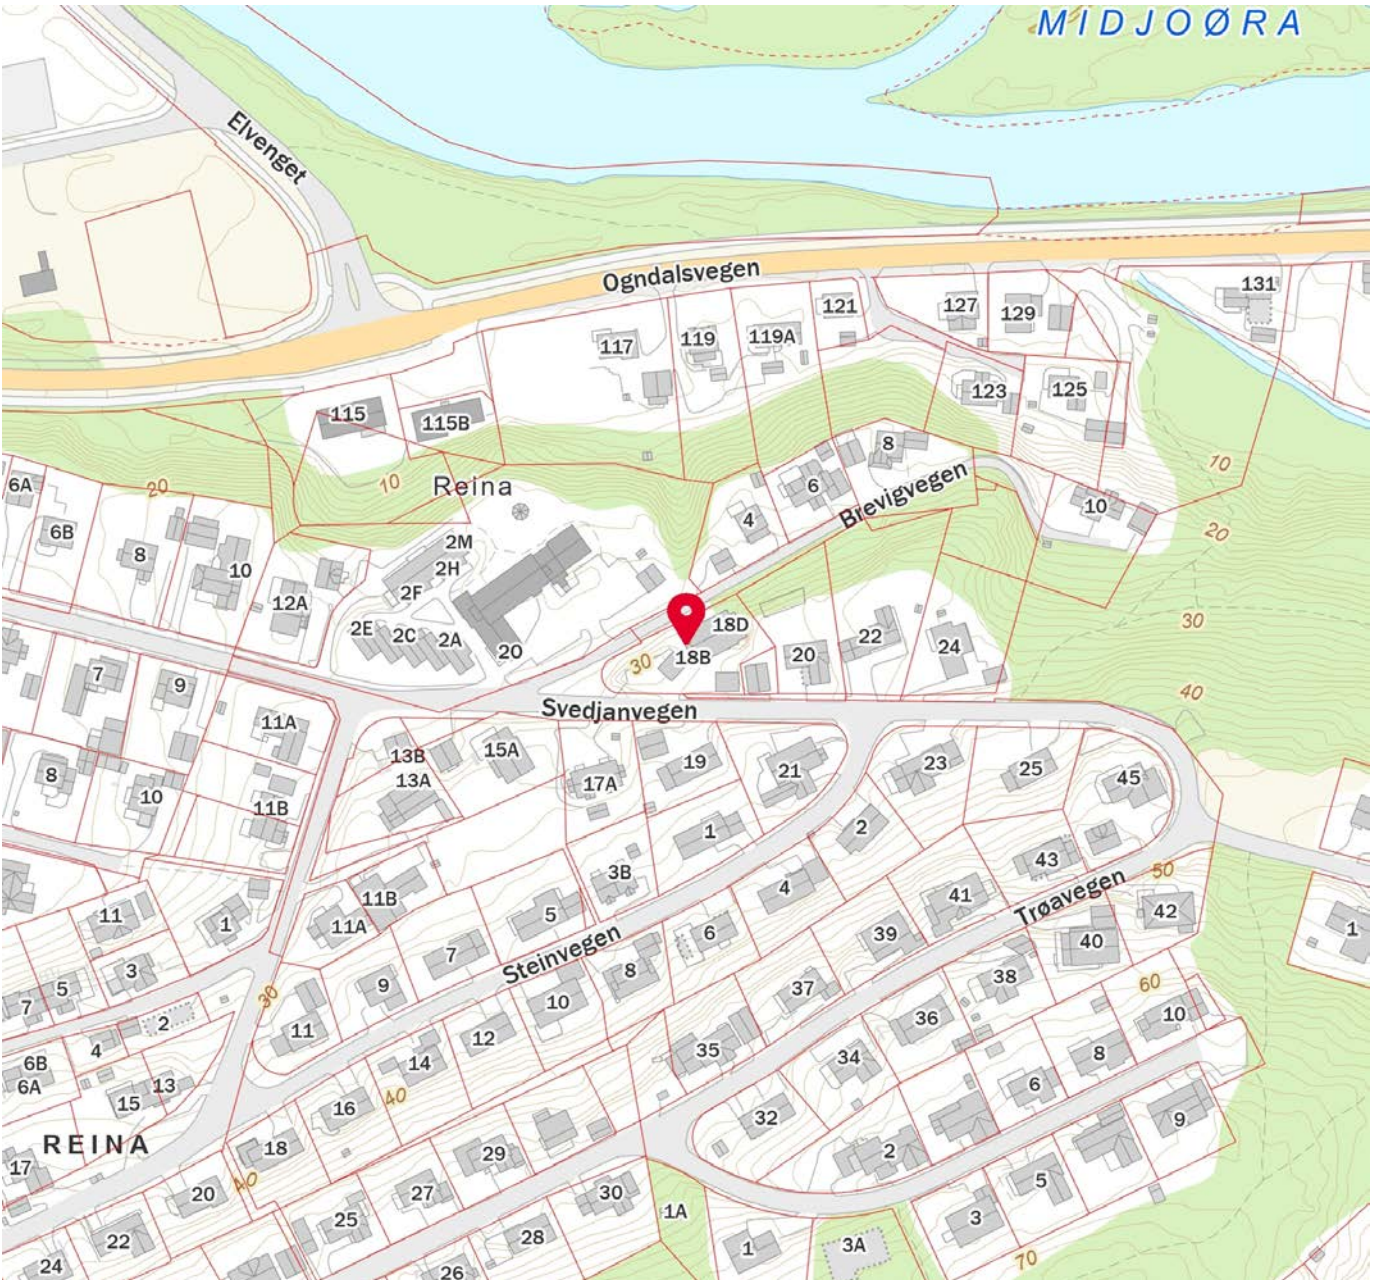 MIDJOØRA
Elvenget
Ogndalsvegen
131
121
127
129
117
119
119A
123
125
115
115B
8
10
6A
20
10
Reina
6
Brevigvegen
4
10
20
6B
2M
8
10
2H
2F
12A
2E
2C
2A
20
18D
30
22
24
30
18B
20
7
9
40
Svedjanvegen
11A
13B
15A
19
21
23
25
45
8
13A
17A
10
11B
1
2
43
3B
50
4
41
Trøavegen
11B
11
1
11A
5
6
39
42
1
Steinvegen
7
40
3
8
38
5
9
37
60
7
30
10
36
10
2
11
12
35
4
14
34
8
6B
6A
13
6
15
16
40
32
9
REINA
18
29
2
17
40
5
20
27
30
1A
3
25
22
28
1
3A
70
24
26